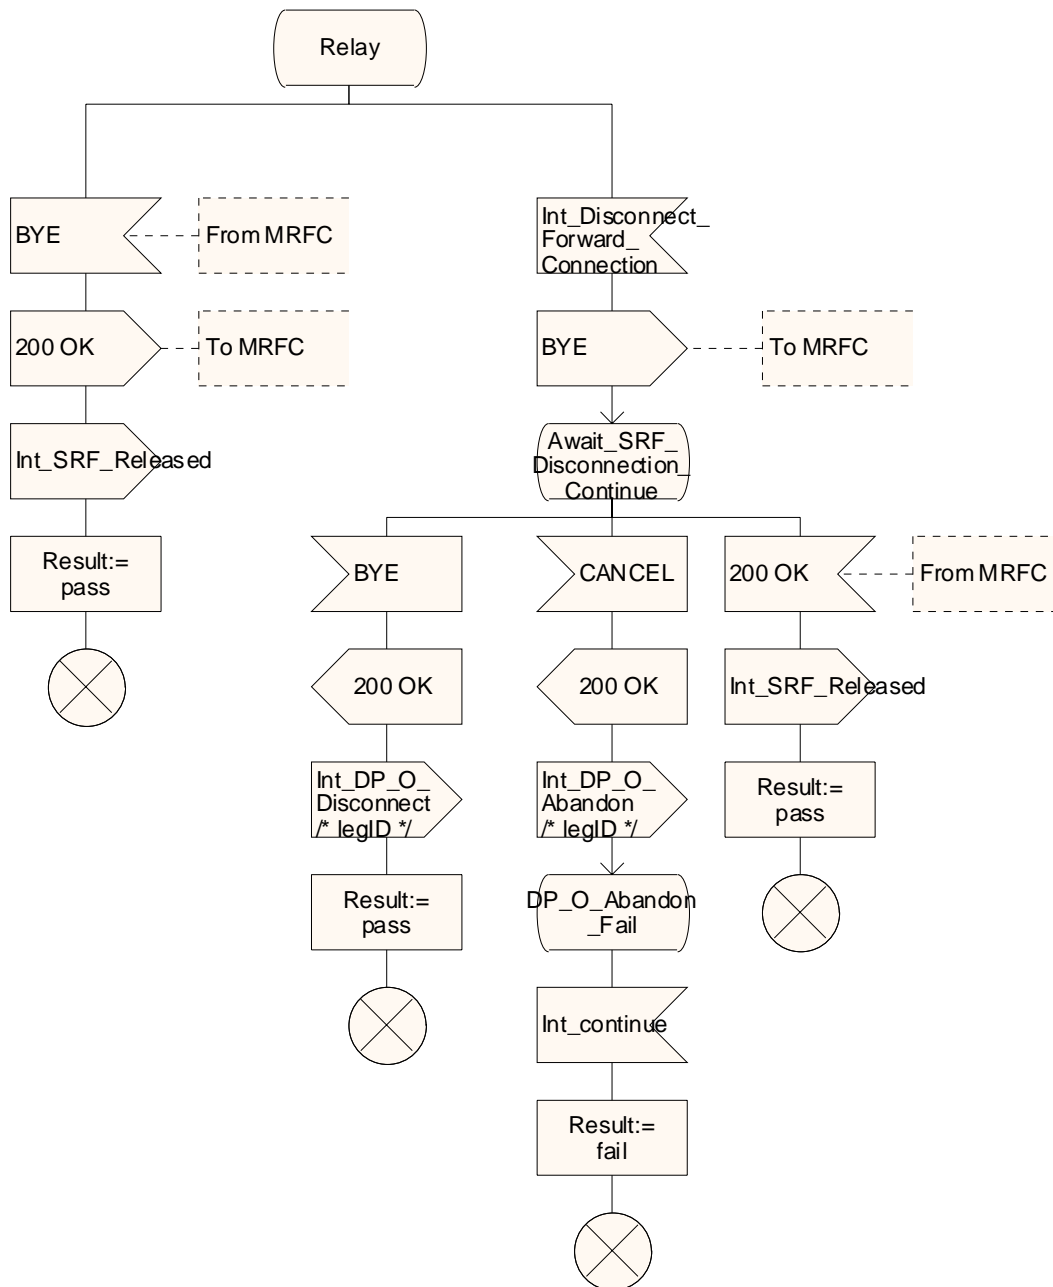 Relay
BYE
From MRFC
Int_Disconnect_
Forward_
Connection
200 OK
To MRFC
BYE
To MRFC
Int_SRF_Released
Await_SRF_
Disconnection_
Continue
Result:=
pass
BYE
CANCEL
200 OK
From MRFC
200 OK
200 OK
Int_SRF_Released
Int_DP_O_
Disconnect
/* legID */
Int_DP_O_
Abandon
/* legID */
Result:=
pass
Result:=
pass
DP_O_Abandon
_Fail
Int_continue
Result:=
fail